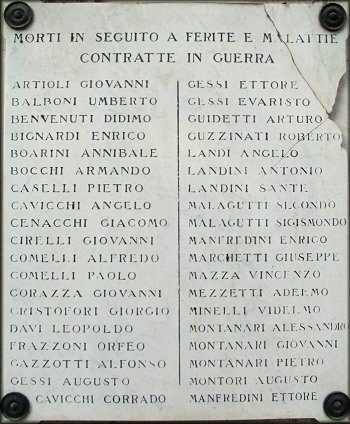 MORTI IN SEGUITO A FERITE E MALATTIE
CONTRATTE IN GUERRA
ARTIOLI GIOVANNI
BALBONI UMBERTO
BENVENUTI DIDIMO
BIGNARDI ENRICO
BOARINI ANNIBALE
BOCCHI ARMANDO
CASELLI PIETRO
CAVICCHI ANGELO
CENACCHI GIACOMO
CIRELLI GIOVANNI
COMELLI ALFREDO
COMELLI PAOLO
CORAZZA GIOVANNI
CRISTOFORI GIORGIO
DAVI LEOPOLDO
FRAZZONI ORFEO
GAZZOTTI ALFONSO
GESSI AUGUSTO
CAVICCHI CORRADO
GESSI ETTORE
GESSI EVARISTO
GUIDETTI ARTURO
GUZZINATI ROBERTO
LANDI ANGELO
LANDINI ANTONIO
LANDINI SANTE
MALAGUTTI SECONDO
MALAGUTTI SIGISMONDO
MANFREDINI ENRICO
MARCHETTI GIUSEPPE
MAZZA VINCENZO
MEZZETTI ADELMO
MINELLI VIDELMO
MONTANARI ALESSANDRO
MONTANARI GIOVANNI
MONTANARI PIETRO
MONTORI AUGUSTO
MANFREDINI ETTORE